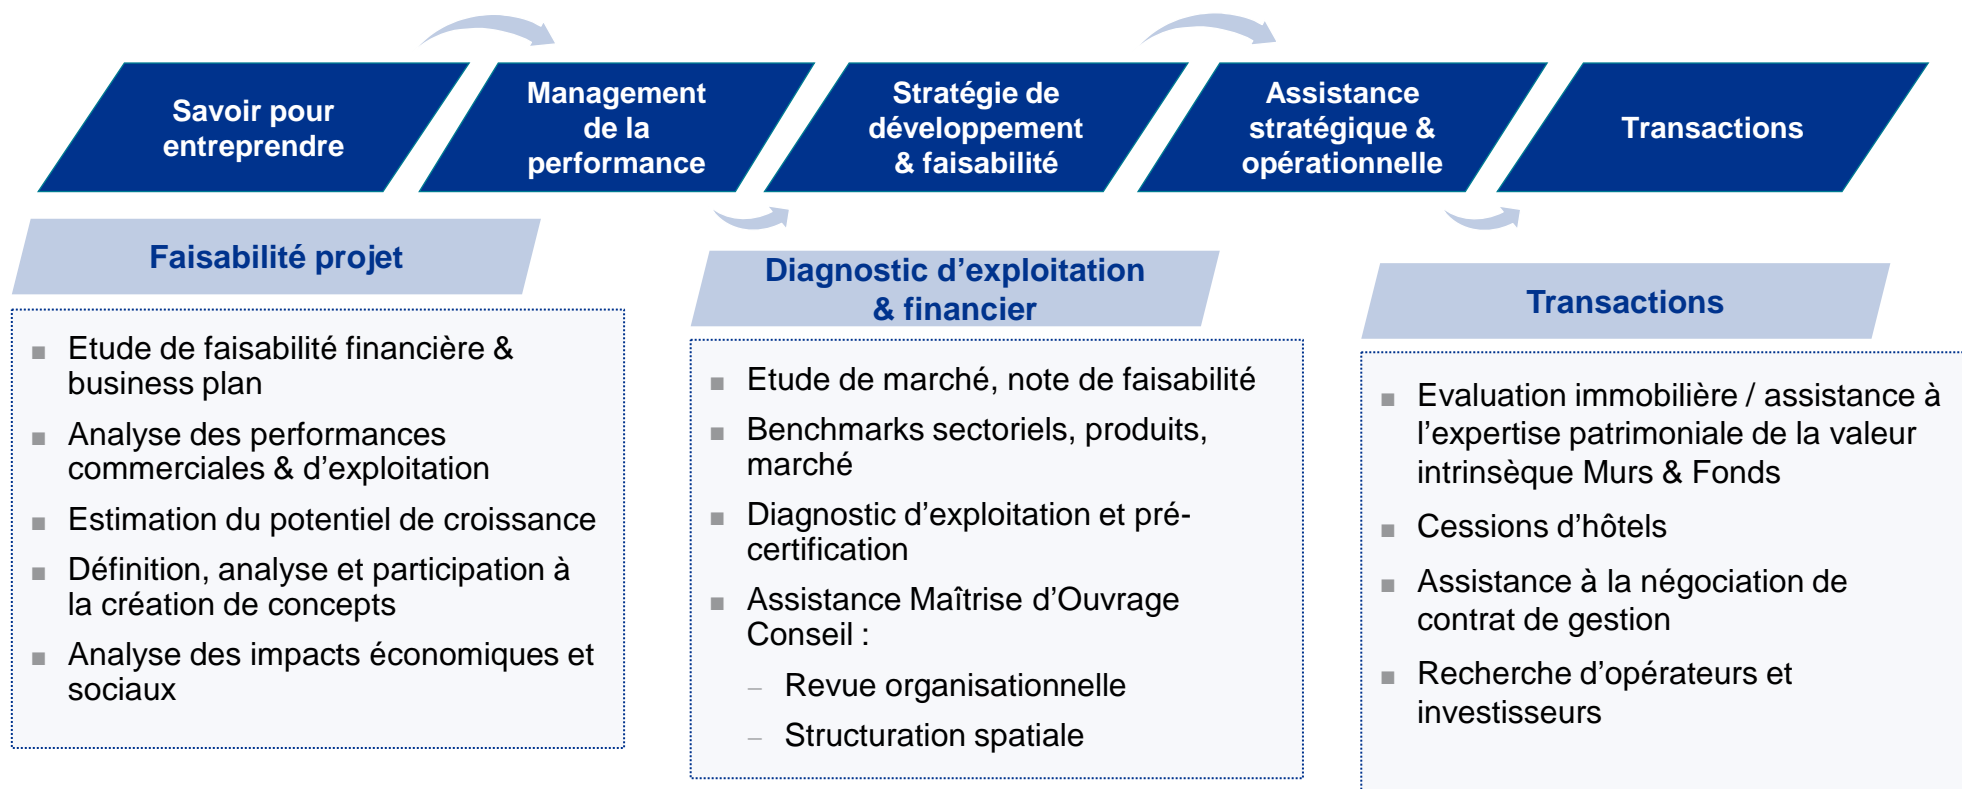 Savoir pour
entreprendre
Management
de la
performance
Stratégie de
développement
& faisabilité
Assistance
stratégique &
opérationnelle
Transactions
Faisabilité projet
■ Etude de faisabilité financière &
business plan
■ Analyse des performances
commerciales & d’exploitation
■ Estimation du potentiel de croissance
■ Définition, analyse et participation à
la création de concepts
■ Analyse des impacts économiques et
sociaux
Diagnostic d’exploitation
& financier
■ Etude de marché, note de faisabilité
■ Benchmarks sectoriels, produits,
marché
■ Diagnostic d’exploitation et pré-
certification
■ Assistance Maîtrise d’Ouvrage
Conseil :
– Revue organisationnelle
– Structuration spatiale
Transactions
■ Evaluation immobilière / assistance à
l’expertise patrimoniale de la valeur
intrinsèque Murs & Fonds
■ Cessions d’hôtels
■ Assistance à la négociation de
contrat de gestion
■ Recherche d’opérateurs et
investisseurs